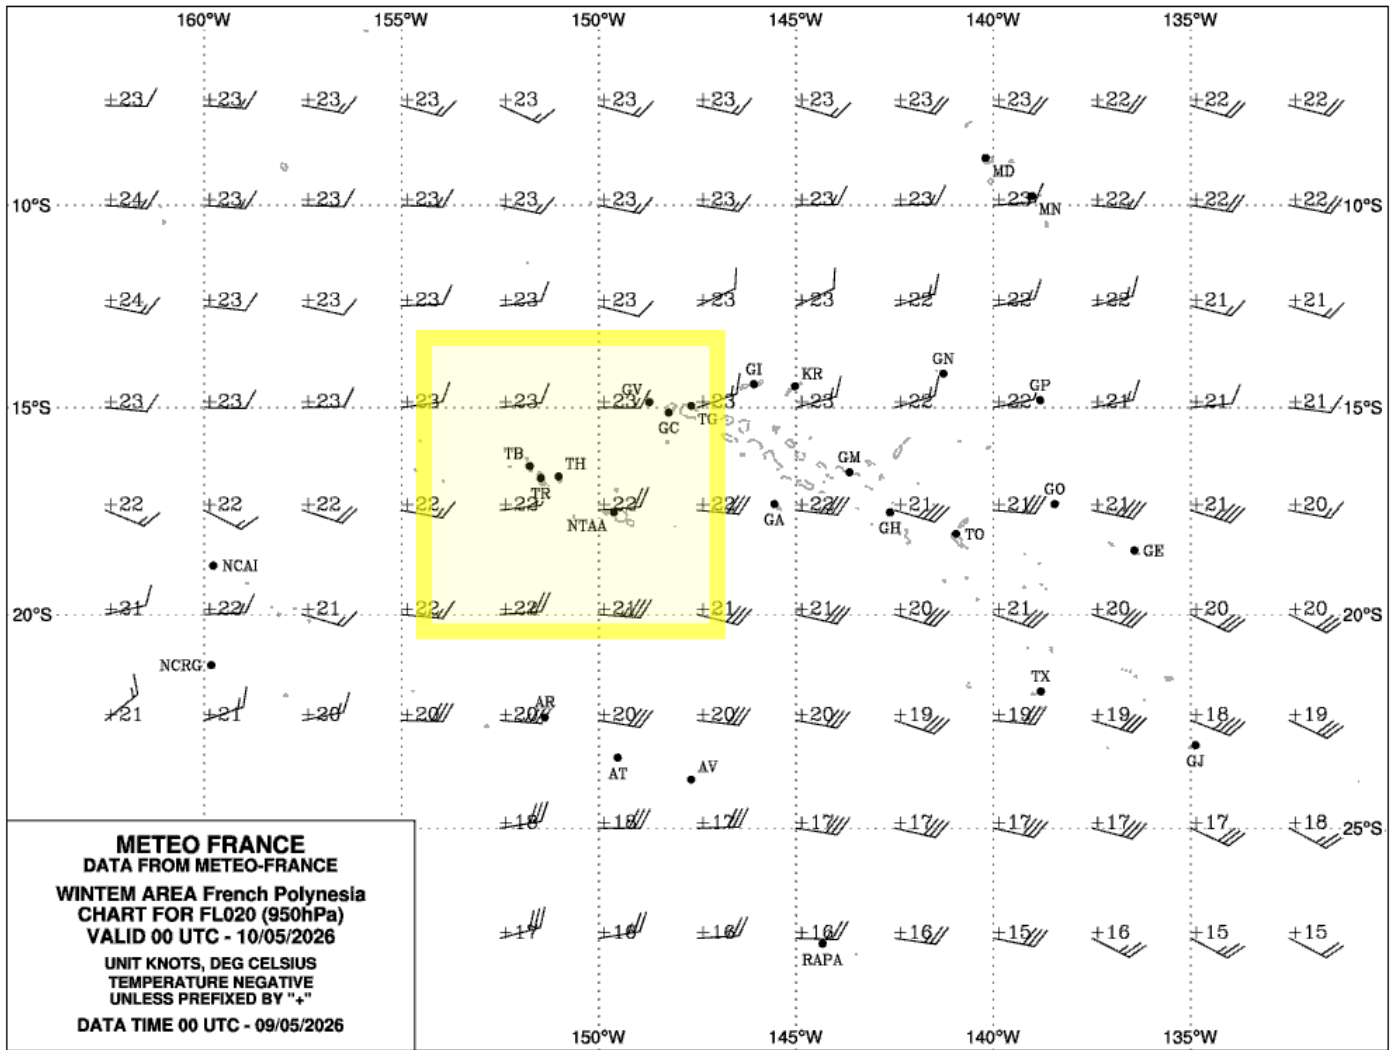 160°W 155°W 150°W 145°W 140°W 135°W
+23 +23 +23 +23 +23 +23 +23 +23 +23 +23 +22 +22 +22
MD
10°S +24 +23 +23 +23 +23 +23 +23 +23 +23 +23 +22 +22 +22 10°S
MN
+24 +23 +23 +23 +23 +23 +23 +23 +22 +22 +22 +21 +21
GI KR GN GP
GV
15°S +23 +23 +23 +23 +23 +23 +23 +23 +22 +22 +21 +21 +21 15°S
GC TG
TB TH GM
TR GO
+22 +22 +22 +22 +22 +22 +22 +22 +21 +21 +21 +21 +20
NTAA GA GH TO
GE
NCAI
20°S +21 +22 +21 +22 +22 +21 +21 +21 +20 +21 +20 +20 +20 20°S
NCRG
TX
AR
+21 +21 +20 +20 +20 +20 +20 +20 +19 +19 +19 +18 +19
GJ
AT AV
+18 +18 +17 +17 +17 +17 +17 +17 +18 25°S
METEO FRANCE
DATA FROM METEO-FRANCE
WINTEM AREA French Polynesia
CHART FOR FL020 (950hPa)
VALID 00 UTC - 10/05/2026
UNIT KNOTS, DEG CELSIUS
TEMPERATURE NEGATIVE
UNLESS PREFIXED BY "+"
DATA TIME 00 UTC - 09/05/2026
+17 +16 +16 +16 +16 +15 +16 +15 +15
RAPA
150°W 145°W 140°W 135°W